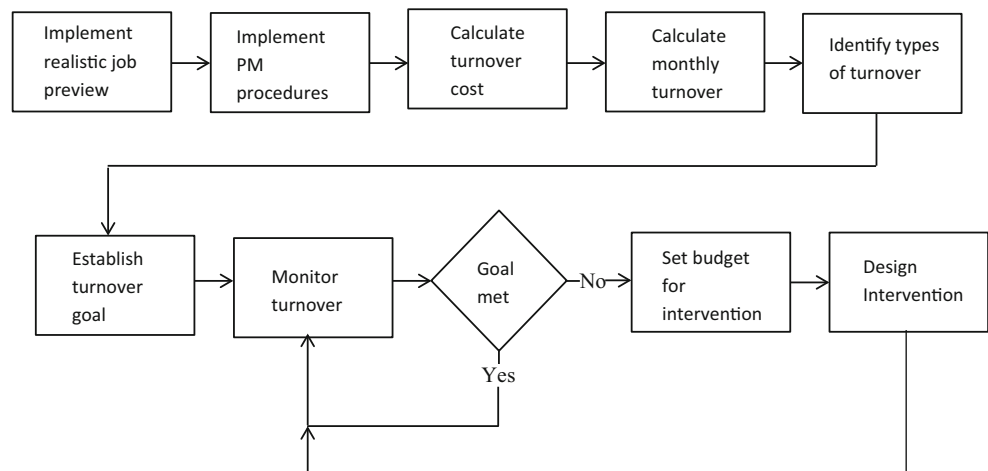 Implement
realistic job
preview
Implement
PM
procedures
Calculate
turnover
cost
Calculate
monthly
turnover
Identify types
of turnover
Establish
turnover
goal
Monitor
turnover
Goal
met
No
Set budget
for
intervention
Design
Intervention
Yes